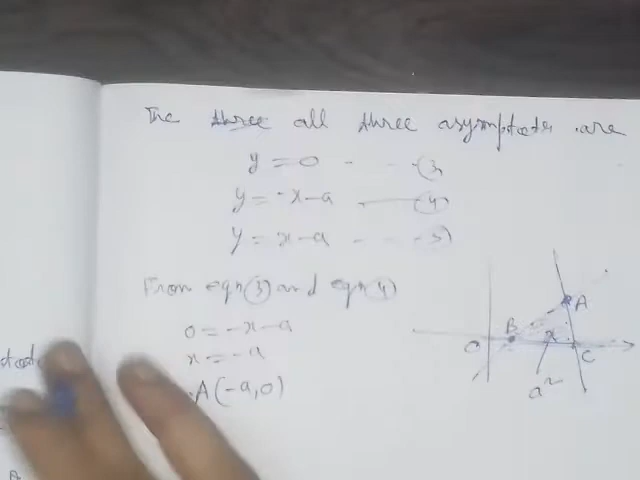 The three all three asymptotes are
y = 0 - - - (3)
y = -x-a —— (4)
y = x-a - - - 5)
From eqn (3) and eqn (4)
0 = -x-a
x = -a
A(-a,0)
A
B
x
O
C
a²